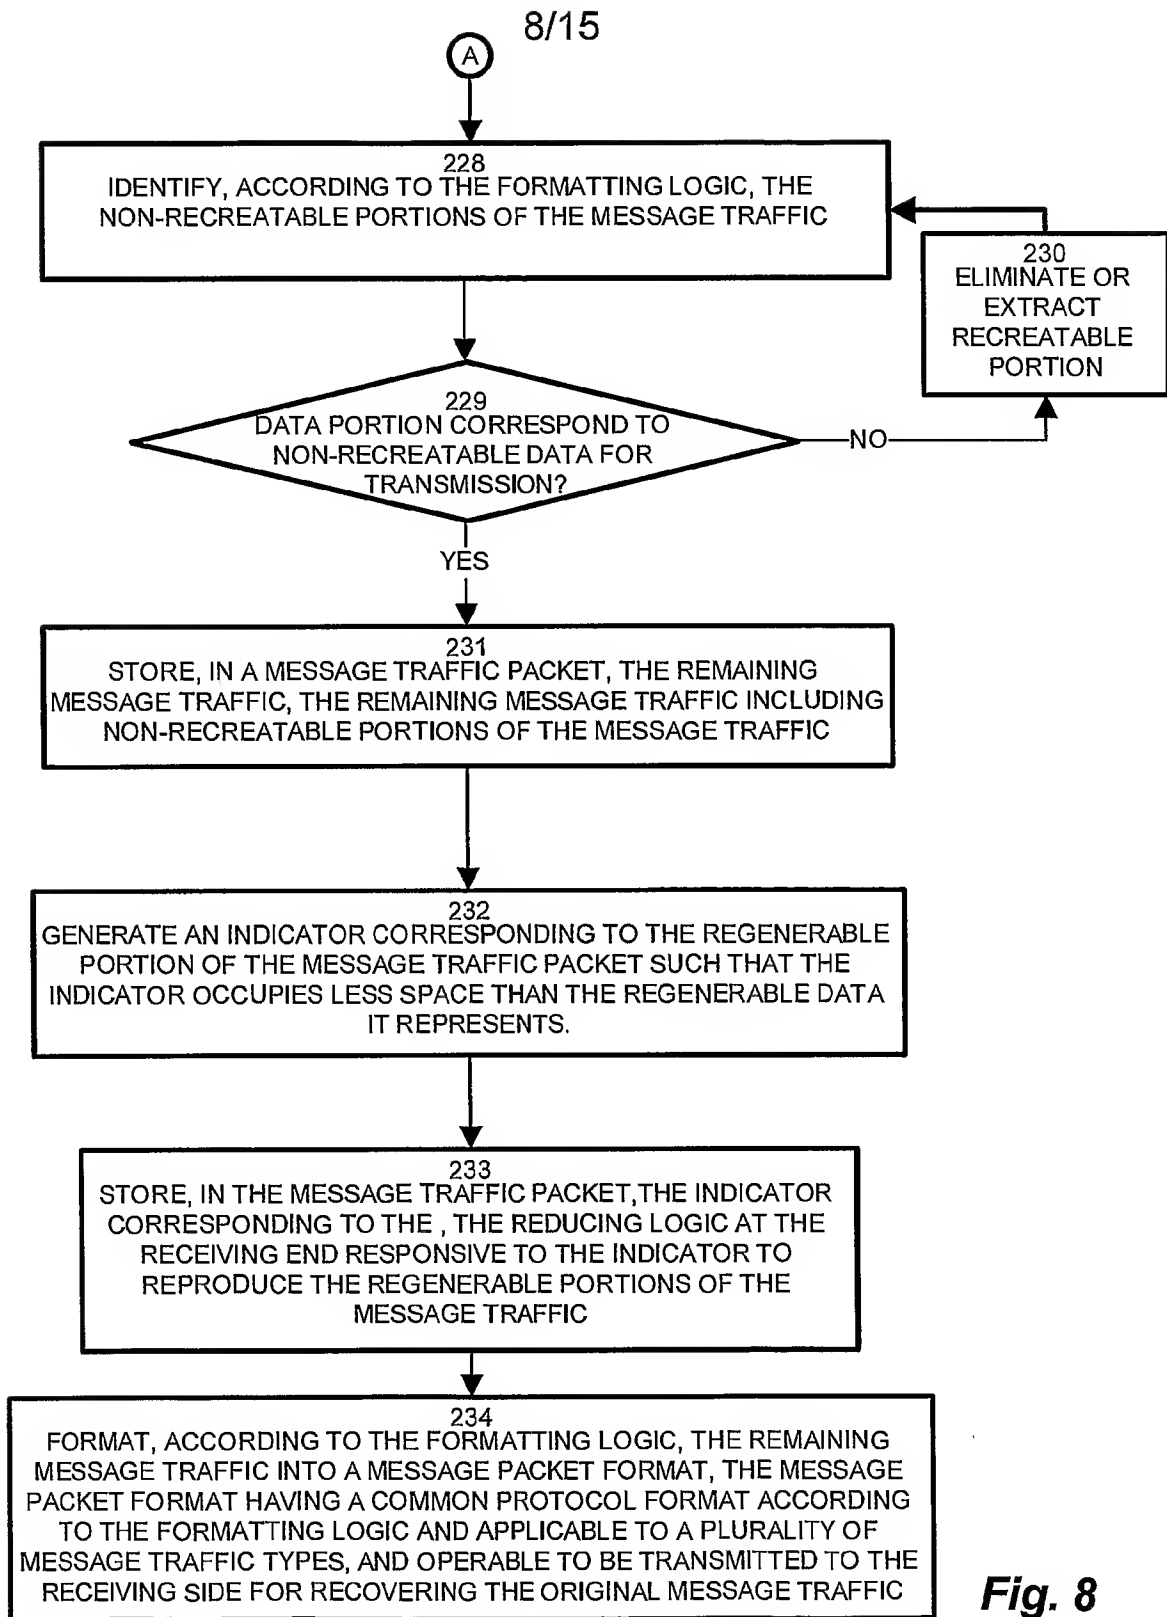 8/15
A
228
IDENTIFY, ACCORDING TO THE FORMATTING LOGIC, THE
NON-RECREATABLE PORTIONS OF THE MESSAGE TRAFFIC
230
ELIMINATE OR
EXTRACT
RECREATABLE
PORTION
229
DATA PORTION CORRESPOND TO
NON-RECREATABLE DATA FOR
TRANSMISSION?
NO
YES
231
STORE, IN A MESSAGE TRAFFIC PACKET, THE REMAINING
MESSAGE TRAFFIC, THE REMAINING MESSAGE TRAFFIC INCLUDING
NON-RECREATABLE PORTIONS OF THE MESSAGE TRAFFIC
232
GENERATE AN INDICATOR CORRESPONDING TO THE REGENERABLE
PORTION OF THE MESSAGE TRAFFIC PACKET SUCH THAT THE
INDICATOR OCCUPIES LESS SPACE THAN THE REGENERABLE DATA
IT REPRESENTS.
233
STORE, IN THE MESSAGE TRAFFIC PACKET,THE INDICATOR
CORRESPONDING TO THE , THE REDUCING LOGIC AT THE
RECEIVING END RESPONSIVE TO THE INDICATOR TO
REPRODUCE THE REGENERABLE PORTIONS OF THE
MESSAGE TRAFFIC
234
FORMAT, ACCORDING TO THE FORMATTING LOGIC, THE REMAINING
MESSAGE TRAFFIC INTO A MESSAGE PACKET FORMAT, THE MESSAGE
PACKET FORMAT HAVING A COMMON PROTOCOL FORMAT ACCORDING
TO THE FORMATTING LOGIC AND APPLICABLE TO A PLURALITY OF
MESSAGE TRAFFIC TYPES, AND OPERABLE TO BE TRANSMITTED TO THE
RECEIVING SIDE FOR RECOVERING THE ORIGINAL MESSAGE TRAFFIC
Fig. 8